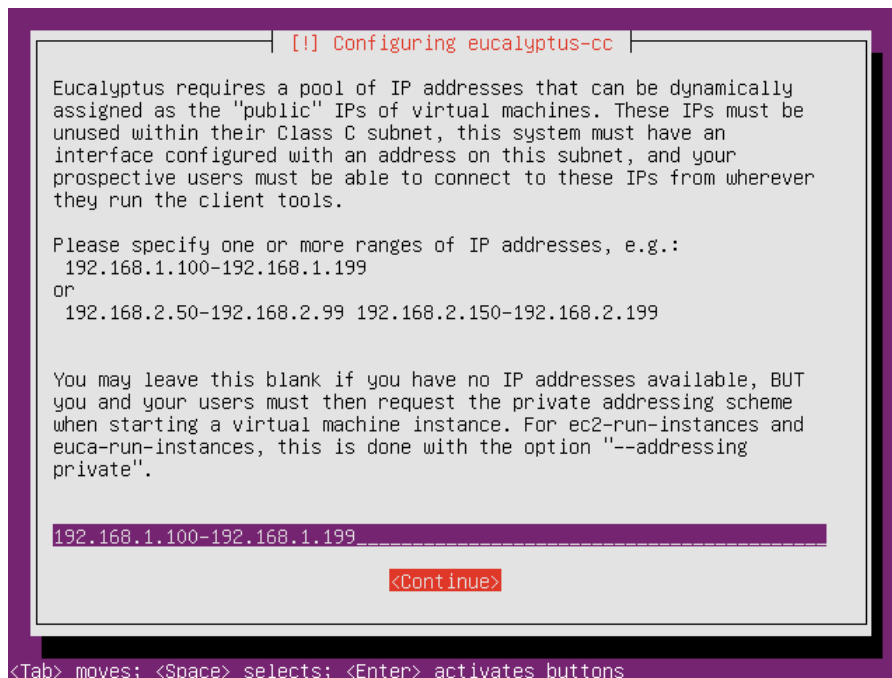 [!] Configuring eucalyptus-cc
Eucalyptus requires a pool of IP addresses that can be dynamically
assigned as the "public" IPs of virtual machines. These IPs must be
unused within their Class C subnet, this system must have an
interface configured with an address on this subnet, and your
prospective users must be able to connect to these IPs from wherever
they run the client tools.
Please specify one or more ranges of IP addresses, e.g.:
192.168.1.100-192.168.1.199
or
192.168.2.50-192.168.2.99 192.168.2.150-192.168.2.199
You may leave this blank if you have no IP addresses available, BUT
you and your users must then request the private addressing scheme
when starting a virtual machine instance. For ec2-run-instances and
euca-run-instances, this is done with the option "--addressing
private".
192.168.1.100-192.168.1.199
<Continue>
<Tab> moves; <Space> selects; <Enter> activates buttons